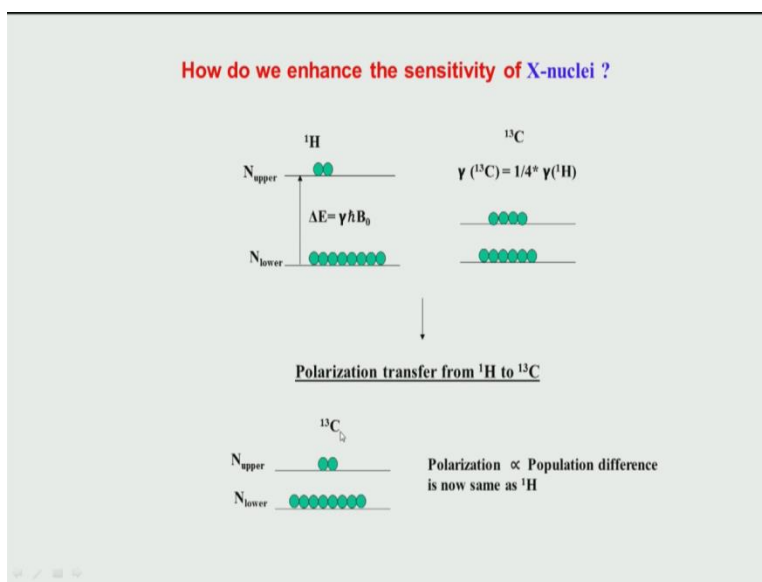 How do we enhance the sensitivity of X-nuclei ?
¹H
¹³C
N_upper
γ (¹³C) = 1/4* γ(¹H)
ΔE= γħB₀
N_lower
Polarization transfer from ¹H to ¹³C
¹³C
N_upper
Polarization ∝ Population difference
is now same as ¹H
N_lower